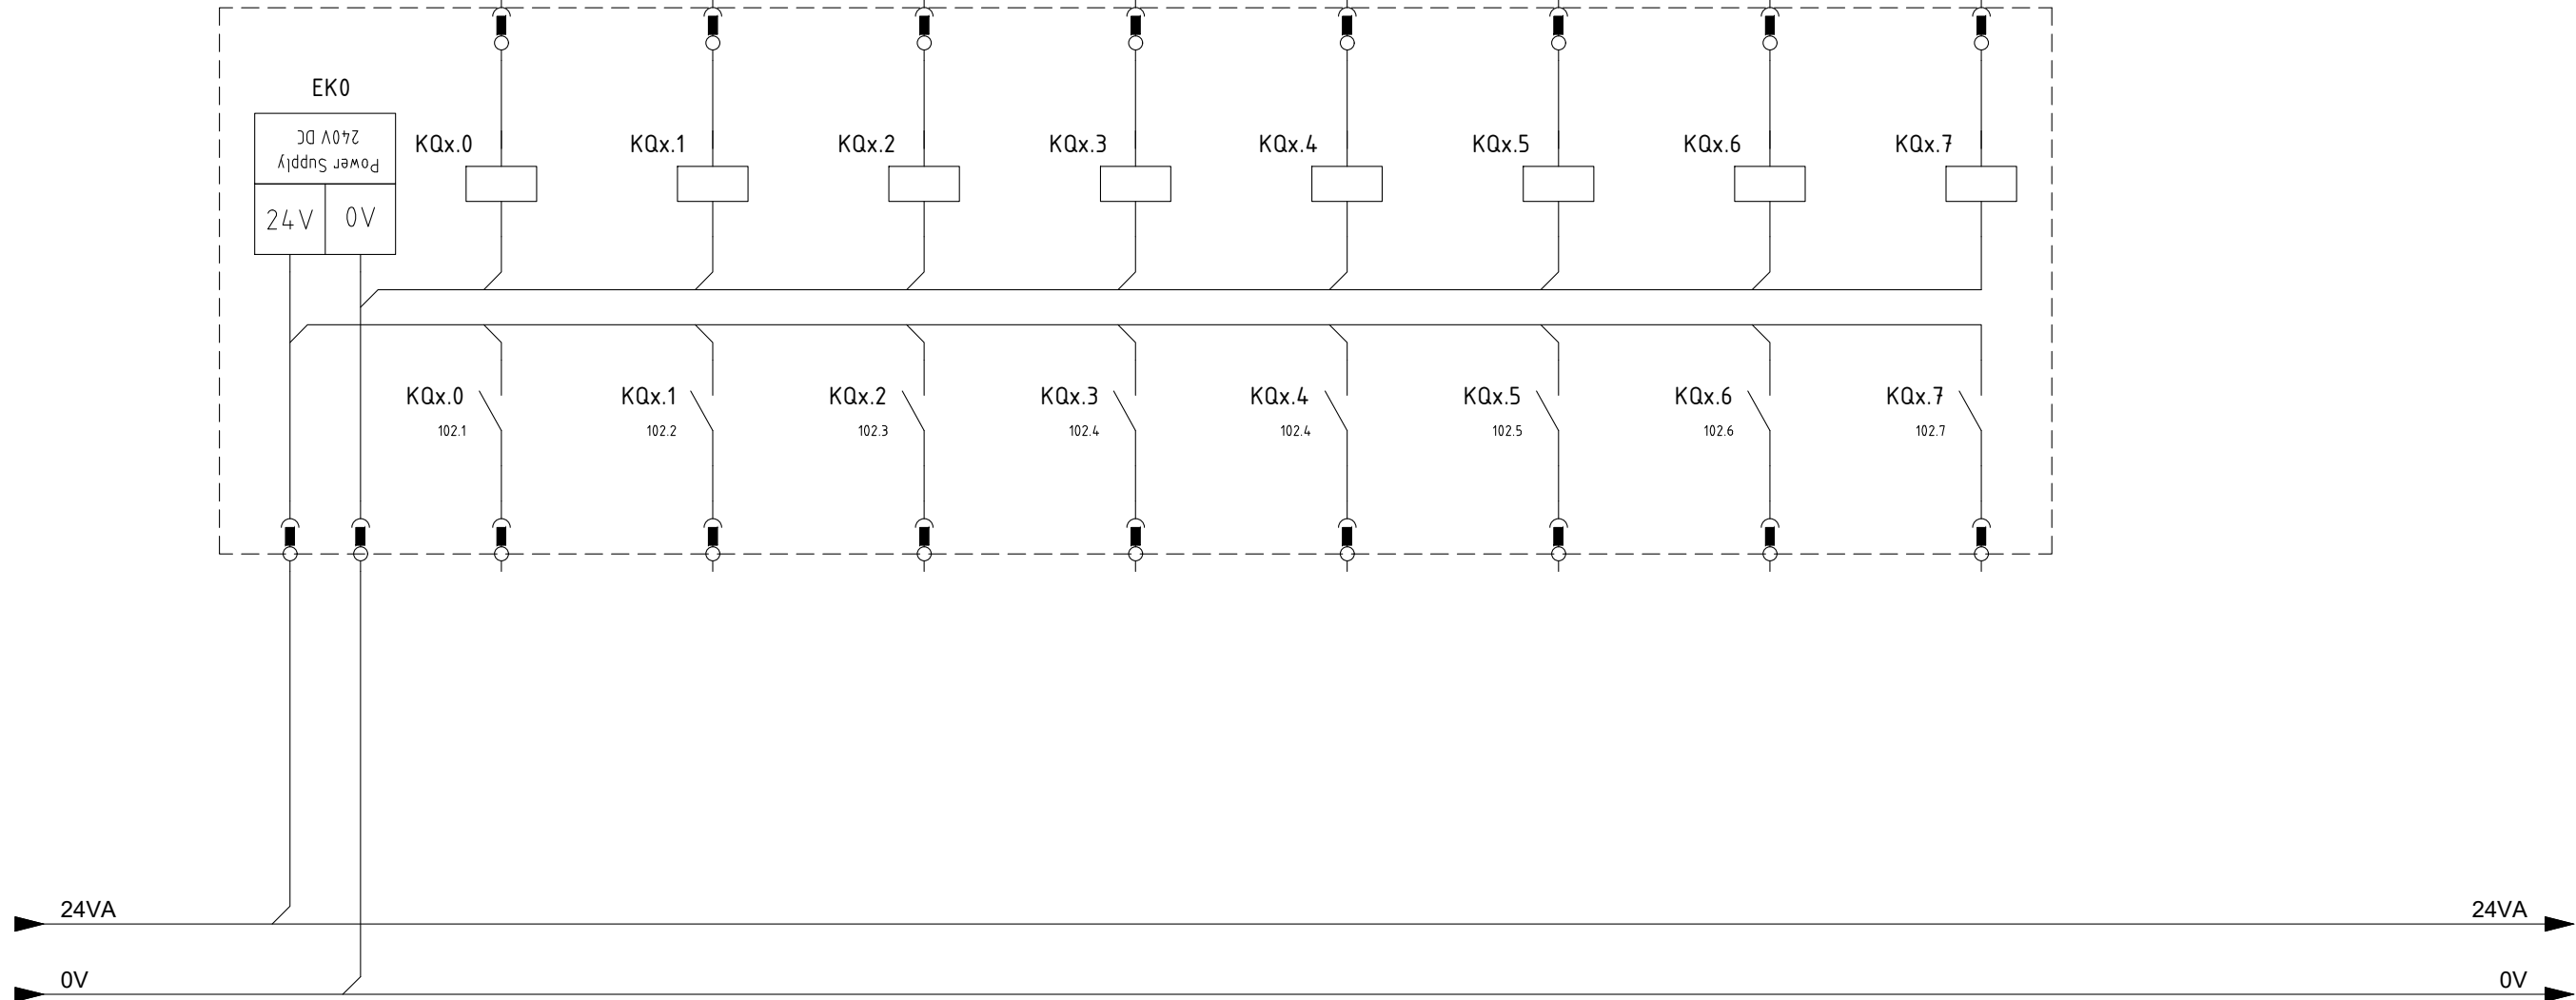 EK0
Power Supply
240V DC
24V 0V
KQx.0 KQx.1 KQx.2 KQx.3 KQx.4 KQx.5 KQx.6 KQx.7
KQx.0 KQx.1 KQx.2 KQx.3 KQx.4 KQx.5 KQx.6 KQx.7
102.1 102.2 102.3 102.4 102.4 102.5 102.6 102.7
24VA 24VA
0V 0V